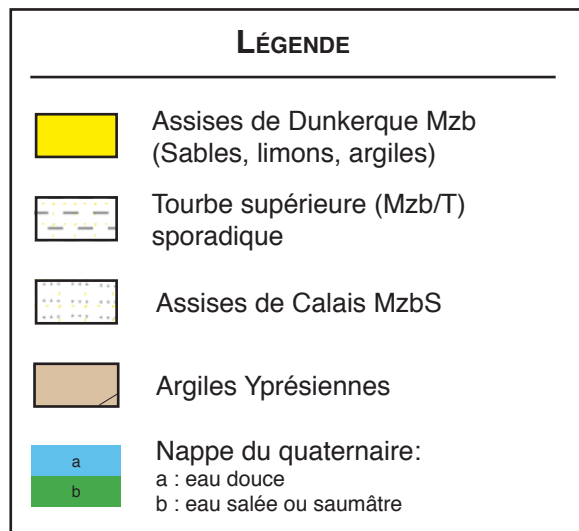 LÉGENDE
Assises de Dunkerque Mzb
(Sables, limons, argiles)
Tourbe supérieure (Mzb/T)
sporadique
Assises de Calais MzbS
Argiles Yprésiennes
a
b
Nappe du quaternaire:
a : eau douce
b : eau salée ou saumâtre